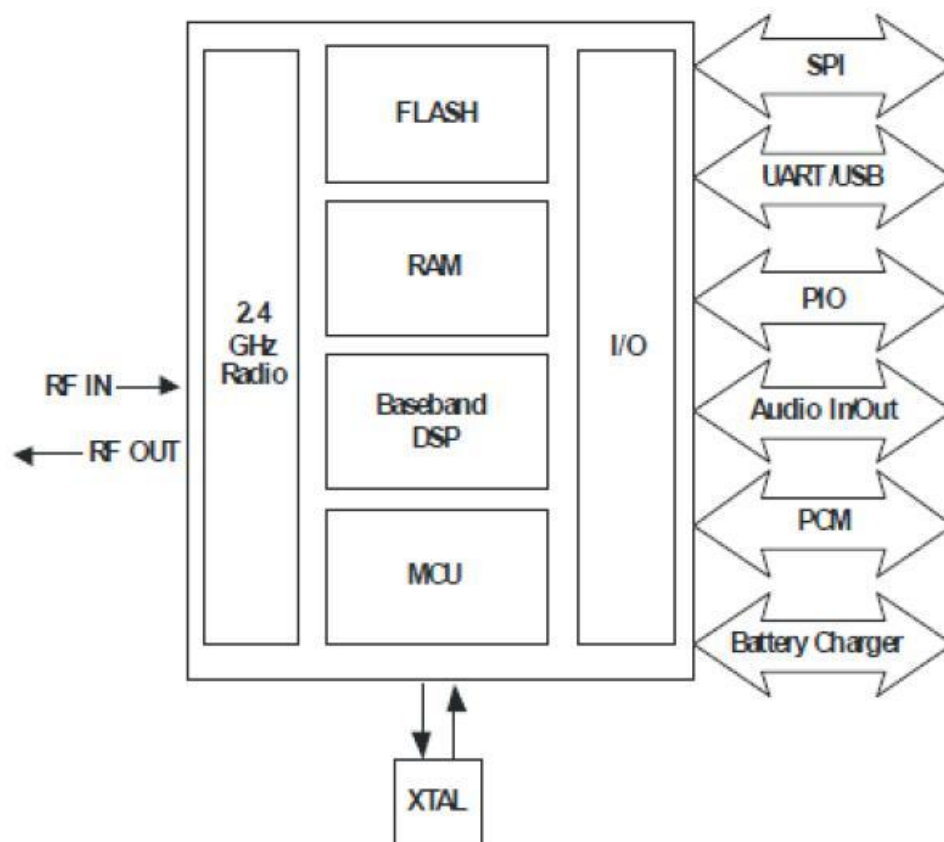 FLASH
RAM
Baseband
DSP
MCU
2.4
GHz
Radio
I/O
RF IN
RF OUT
XTAL
SPI
UART/USB
PIO
Audio In/Out
PCM
Battery Charger